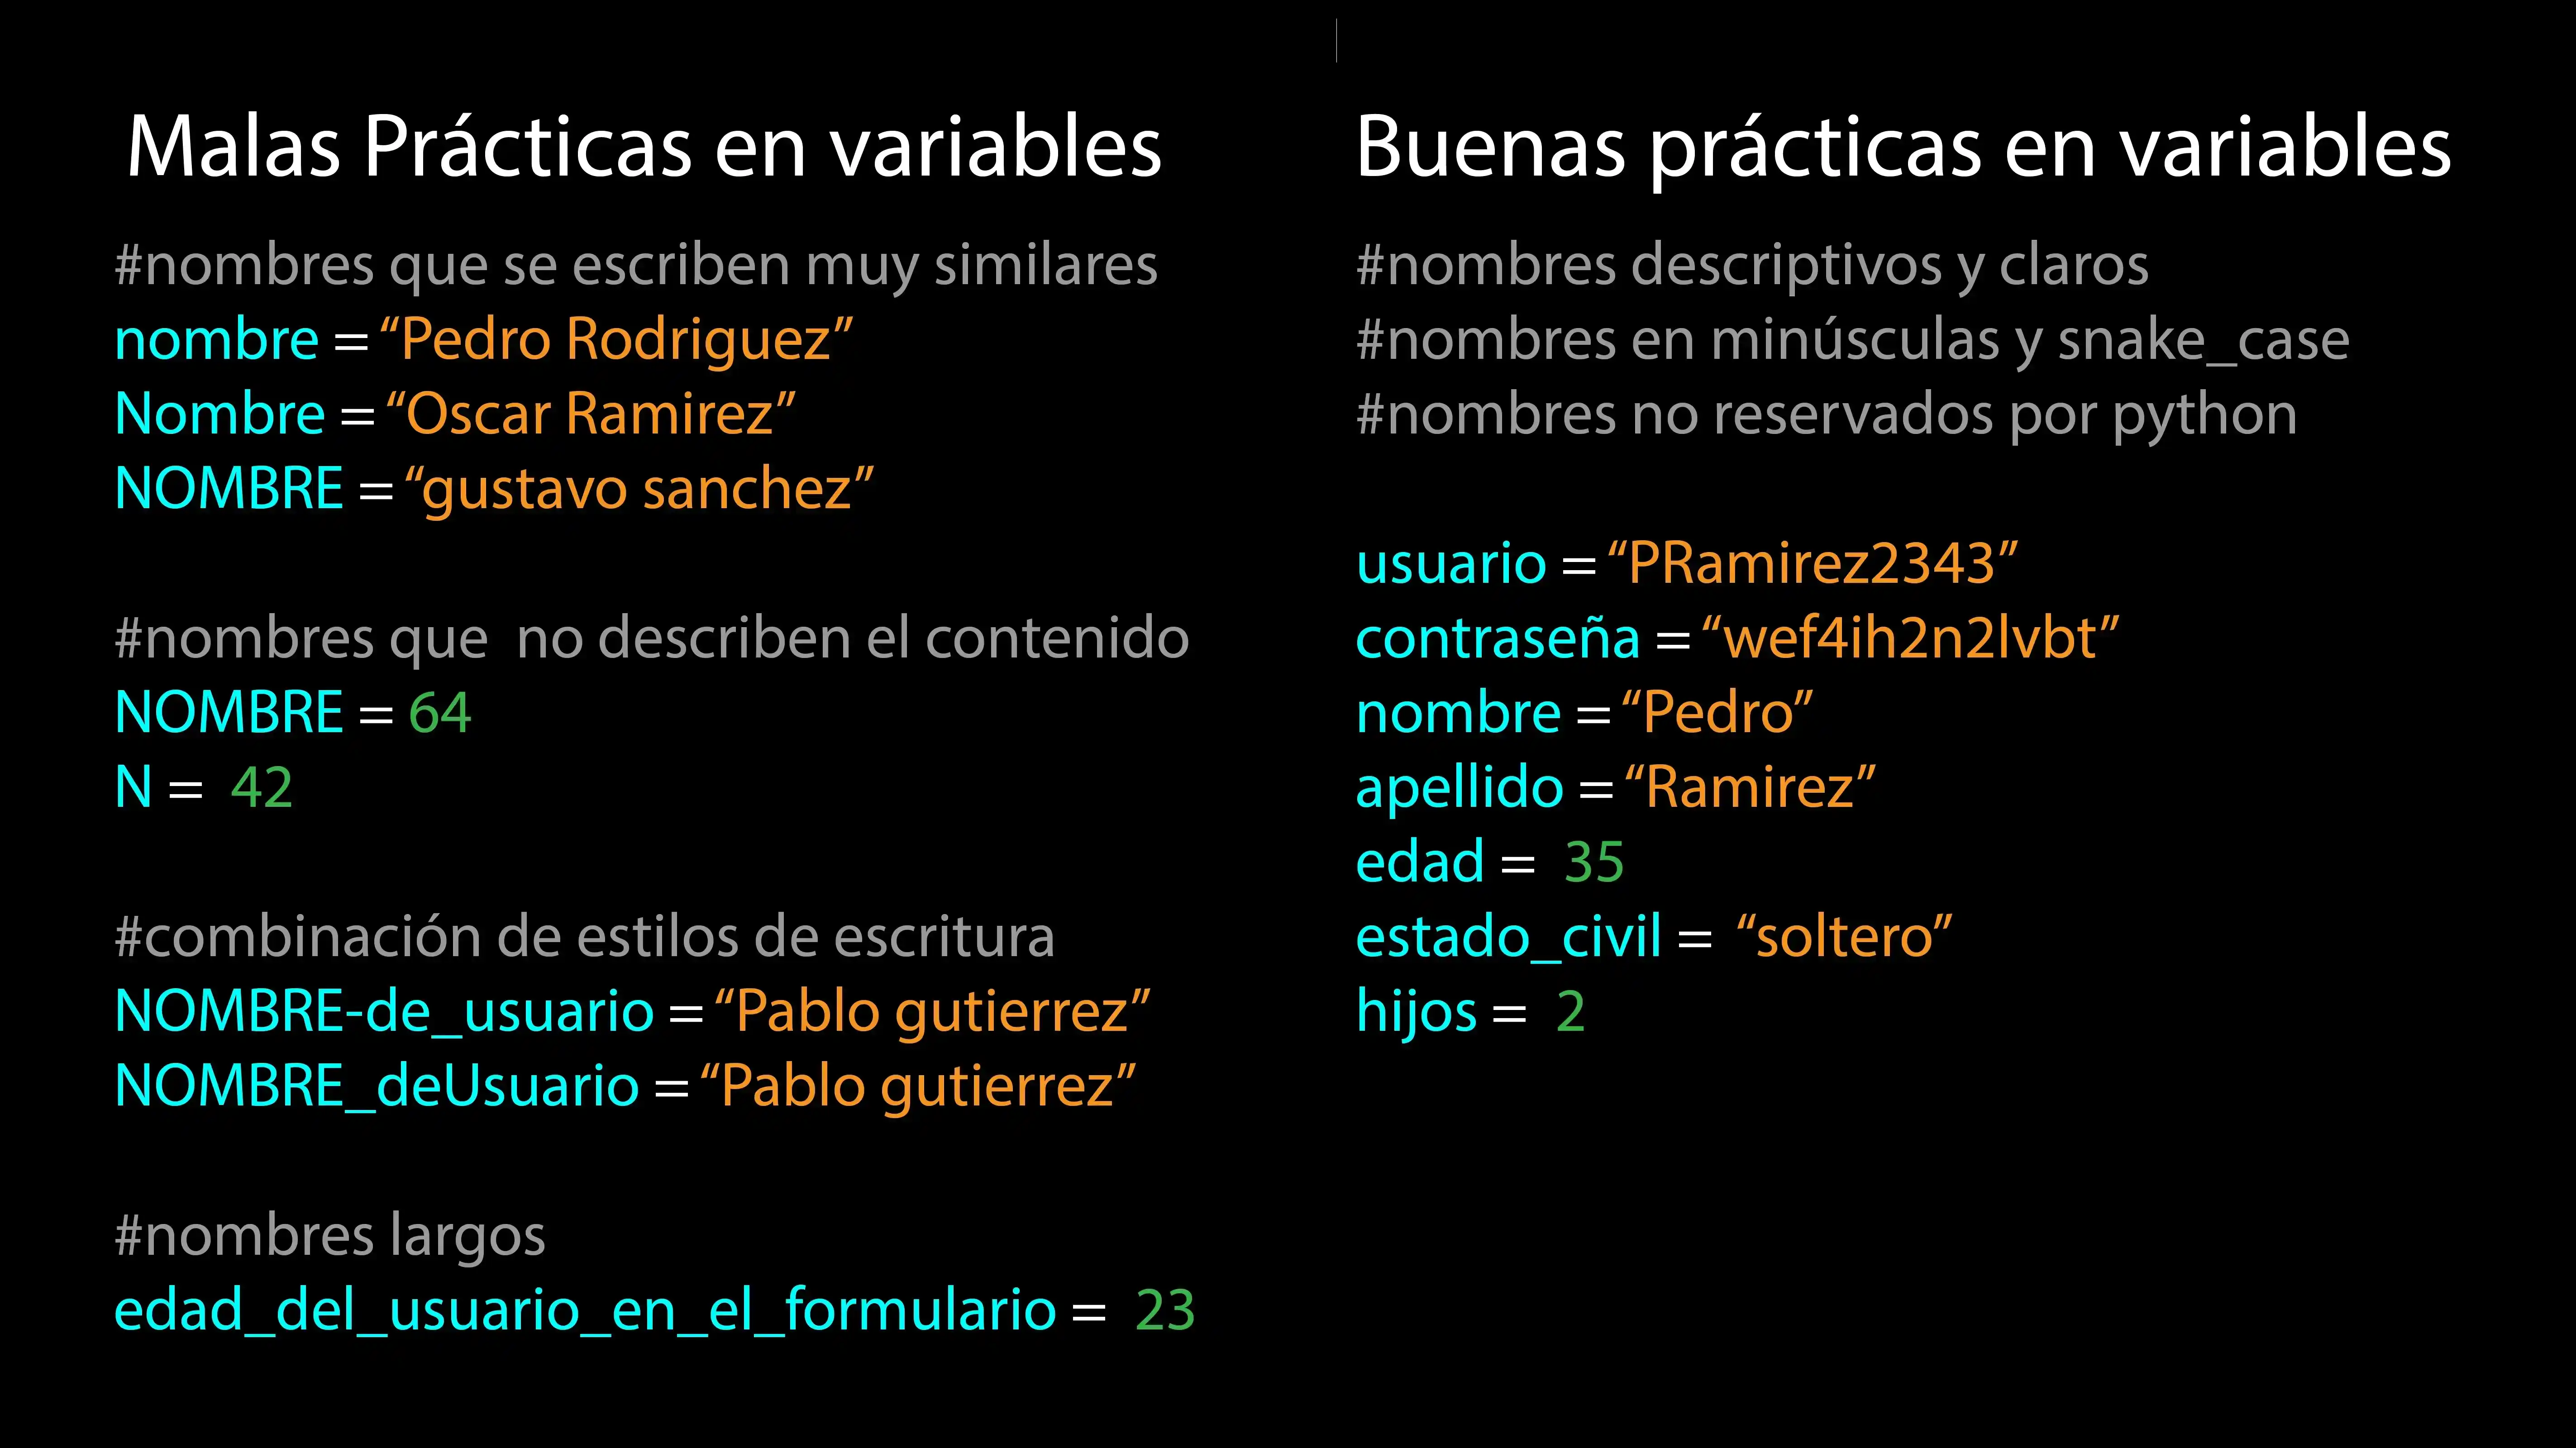 Malas Prácticas en variables
#nombres que se escriben muy similares
nombre = “Pedro Rodriguez”
Nombre = “Oscar Ramirez”
NOMBRE = “gustavo sanchez”
#nombres que  no describen el contenido
NOMBRE = 64
N =  42
#combinación de estilos de escritura
NOMBRE-de_usuario = “Pablo gutierrez”
NOMBRE_deUsuario = “Pablo gutierrez”
#nombres largos
edad_del_usuario_en_el_formulario =  23
Buenas prácticas en variables
#nombres descriptivos y claros
#nombres en minúsculas y snake_case
#nombres no reservados por python
usuario = “PRamirez2343”
contraseña = “wef4ih2n2lvbt”
nombre = “Pedro”
apellido = “Ramirez”
edad =  35
estado_civil =  “soltero”
hijos =  2